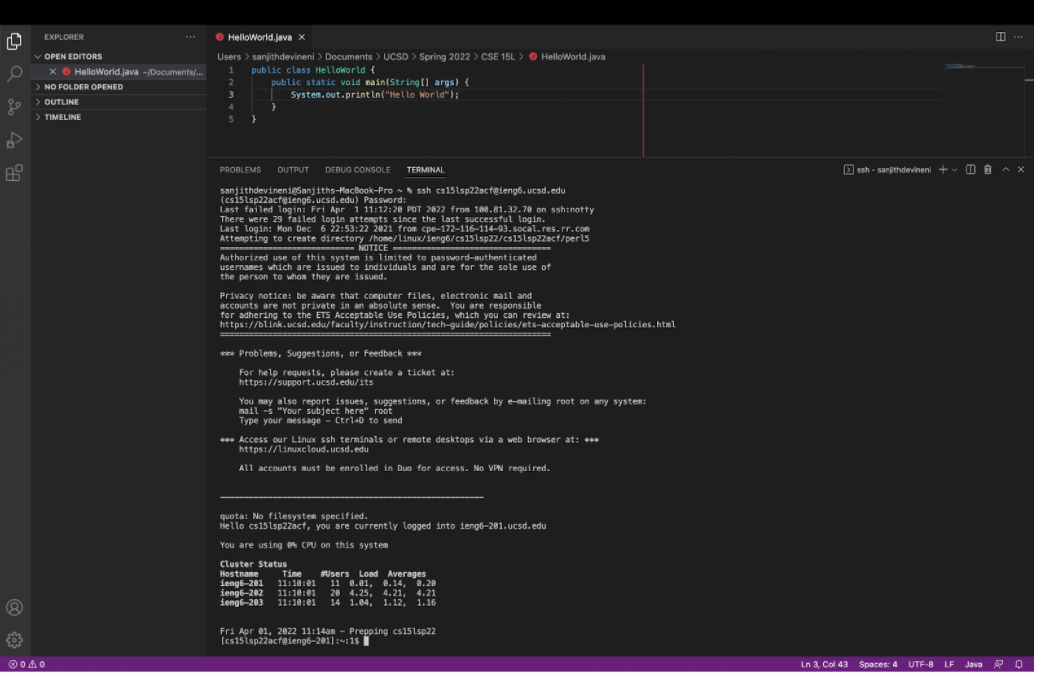 EXPLORER
OPEN EDITORS
HelloWorld.java ~/Documents/...
NO FOLDER OPENED
OUTLINE
TIMELINE
HelloWorld.java
Users > sanjithdevineni > Documents > UCSD > Spring 2022 > CSE 15L > HelloWorld.java
1 public class HelloWorld {
2 public static void main(String[] args) {
3 System.out.println("Hello World");
4 }
5 }
PROBLEMS OUTPUT DEBUG CONSOLE TERMINAL
ssh - sanjithdevineni
sanjithdevineni@Sanjiths-MacBook-Pro ~ % ssh cs15lsp22acf@ieng6.ucsd.edu
(cs15lsp22acf@ieng6.ucsd.edu) Password:
Last failed login: Fri Apr 1 11:12:20 PDT 2022 from 100.81.32.70 on ssh:notty
There were 29 failed login attempts since the last successful login.
Last login: Mon Dec 6 22:53:22 2021 from cpe-172-116-114-93.socal.res.rr.com
Attempting to create directory /home/linux/ieng6/cs15lsp22/cs15lsp22acf/perl5
============================ NOTICE =================================
Authorized use of this system is limited to password-authenticated
usernames which are issued to individuals and are for the sole use of
the person to whom they are issued.
Privacy notice: be aware that computer files, electronic mail and
accounts are not private in an absolute sense. You are responsible
for adhering to the ETS Acceptable Use Policies, which you can review at:
https://blink.ucsd.edu/faculty/instruction/tech-guide/policies/ets-acceptable-use-policies.html
=====================================================================
*** Problems, Suggestions, or Feedback ***
For help requests, please create a ticket at:
https://support.ucsd.edu/its
You may also report issues, suggestions, or feedback by e-mailing root on any system:
mail -s "Your subject here" root
Type your message - Ctrl+D to send
*** Access our Linux ssh terminals or remote desktops via a web browser at: ***
https://linuxcloud.ucsd.edu
All accounts must be enrolled in Duo for access. No VPN required.
quota: No filesystem specified.
Hello cs15lsp22acf, you are currently logged into ieng6-201.ucsd.edu
You are using 0% CPU on this system
Cluster Status
Hostname Time #Users Load Averages
ieng6-201 11:10:01 11 0.01, 0.14, 0.20
ieng6-202 11:10:01 20 4.25, 4.21, 4.21
ieng6-203 11:10:01 14 1.04, 1.12, 1.16
Fri Apr 01, 2022 11:14am - Prepping cs15lsp22
[cs15lsp22acf@ieng6-201]:~:1$
0 0
Ln 3, Col 43 Spaces: 4 UTF-8 LF Java